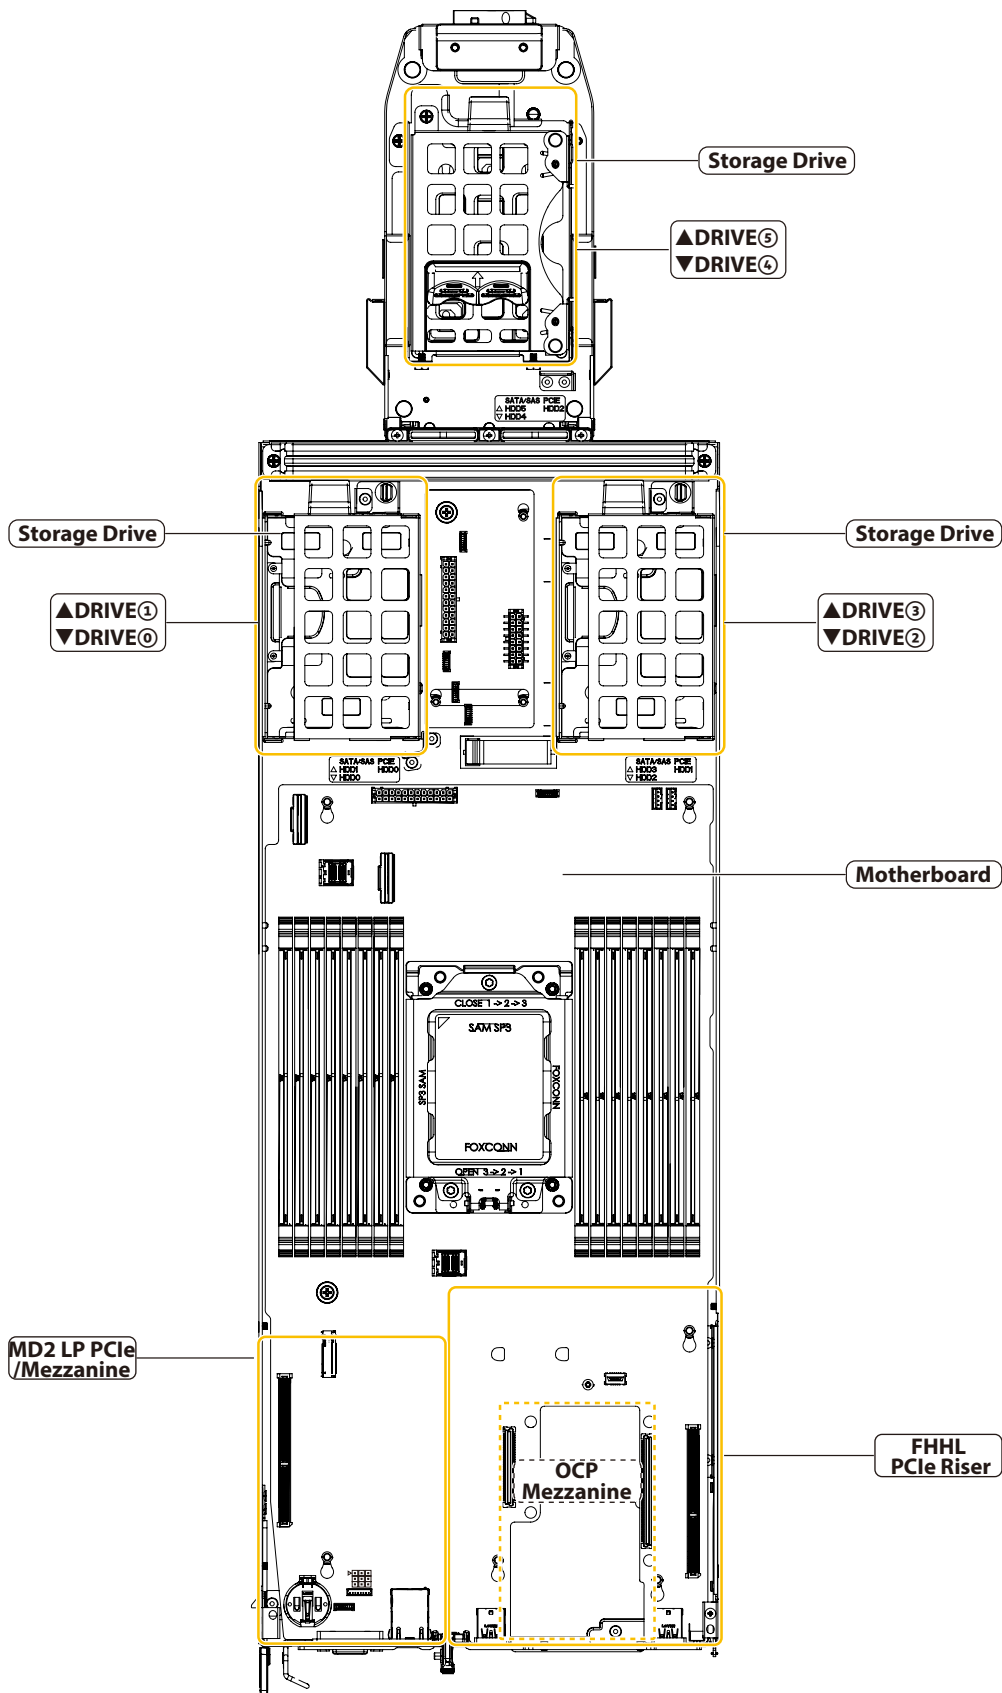 Storage Drive
▲DRIVE⑤
▼DRIVE④
SATA/SAS PCIE
△ HDD5 HDD2
▽ HDD4
Storage Drive
Storage Drive
▲DRIVE①
▼DRIVE⓪
▲DRIVE③
▼DRIVE②
SATA/SAS PCIE
△ HDD1 HDD0
▽ HDD0
SATA/SAS PCIE
△ HDD3 HDD1
▽ HDD2
Motherboard
CLOSE 1->2->3
SAM SP3
SP3 SAM
FOXCONN
FOXCONN
OPEN 3->2->1
MD2 LP PCIe
/Mezzanine
OCP
Mezzanine
FHHL
PCIe Riser